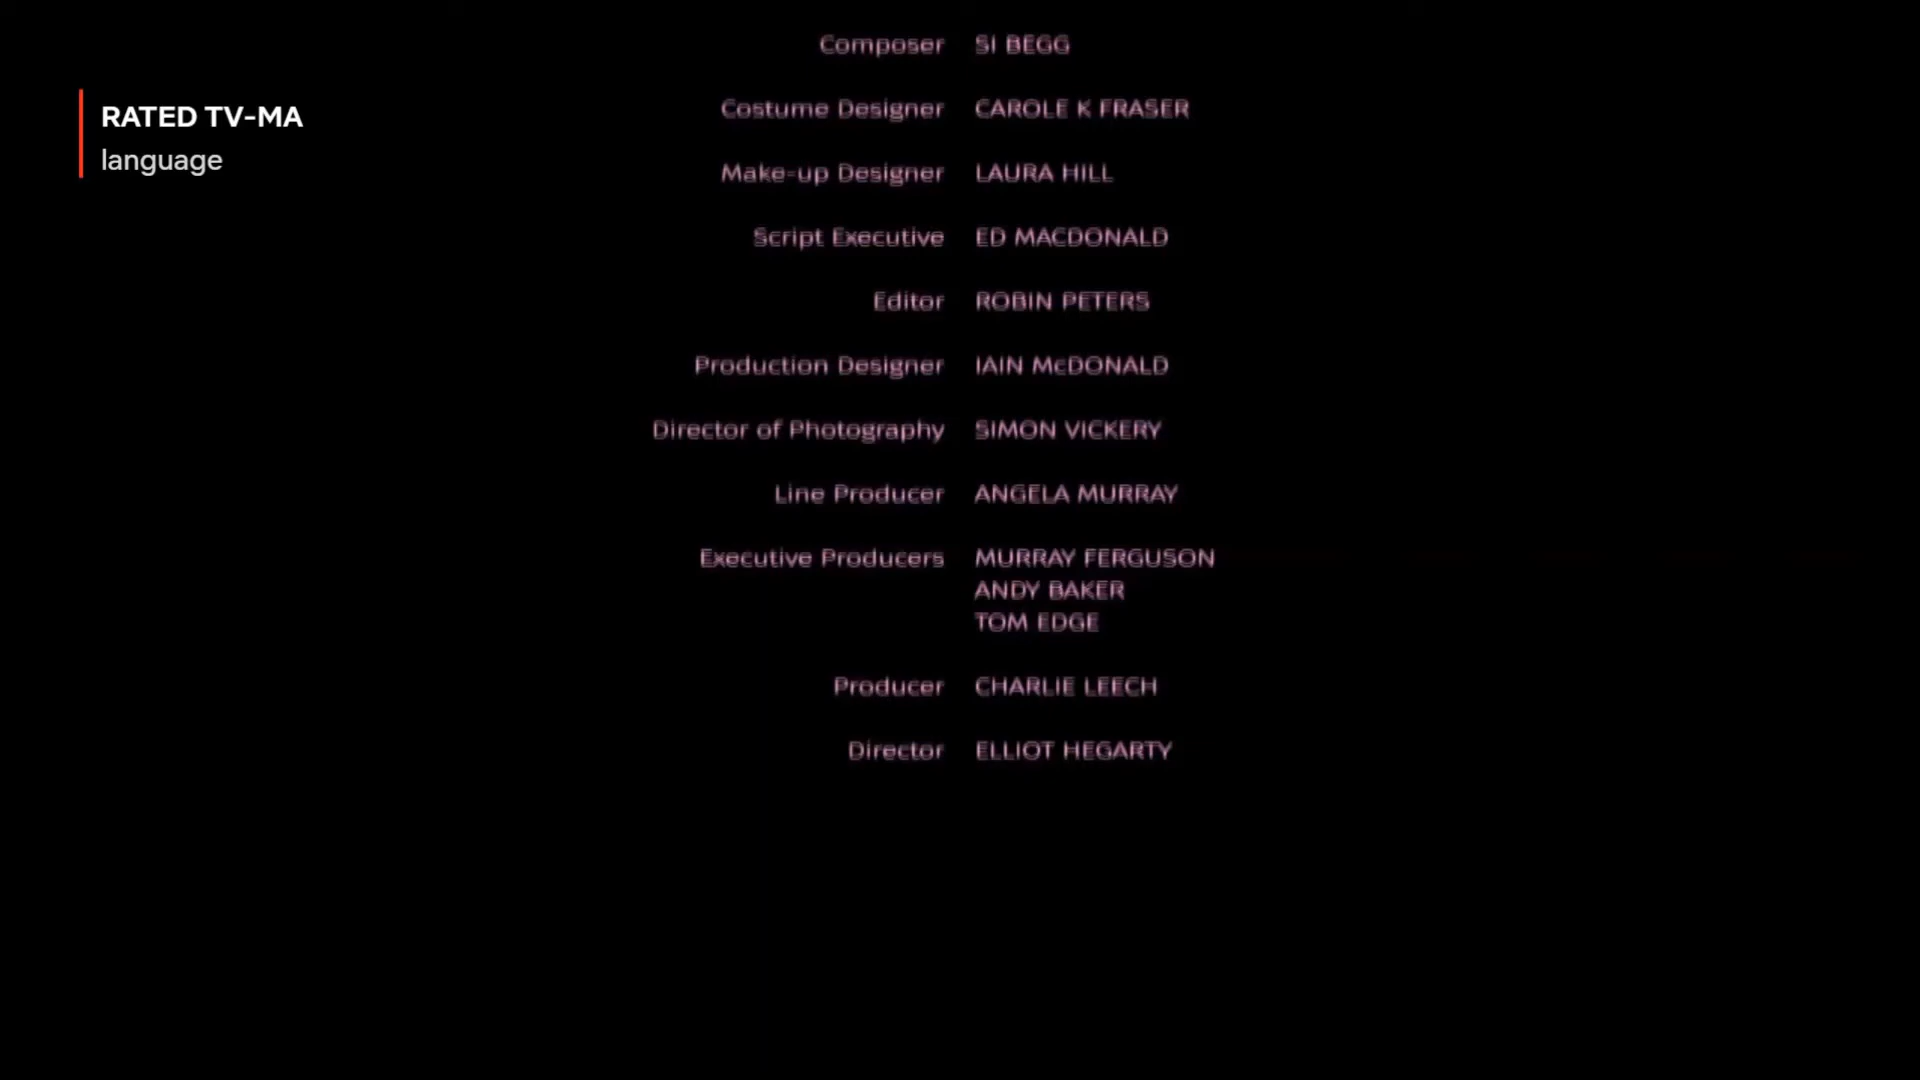 Composer SI BEGG
RATED TV-MA
language
Costume Designer CAROLE K FRASER
Make-up Designer LAURA HILL
Script Executive ED MACDONALD
Editor ROBIN PETERS
Production Designer IAIN McDONALD
Director of Photography SIMON VICKERY
Line Producer ANGELA MURRAY
Executive Producers MURRAY FERGUSON
ANDY BAKER
TOM EDGE
Producer CHARLIE LEECH
Director ELLIOT HEGARTY